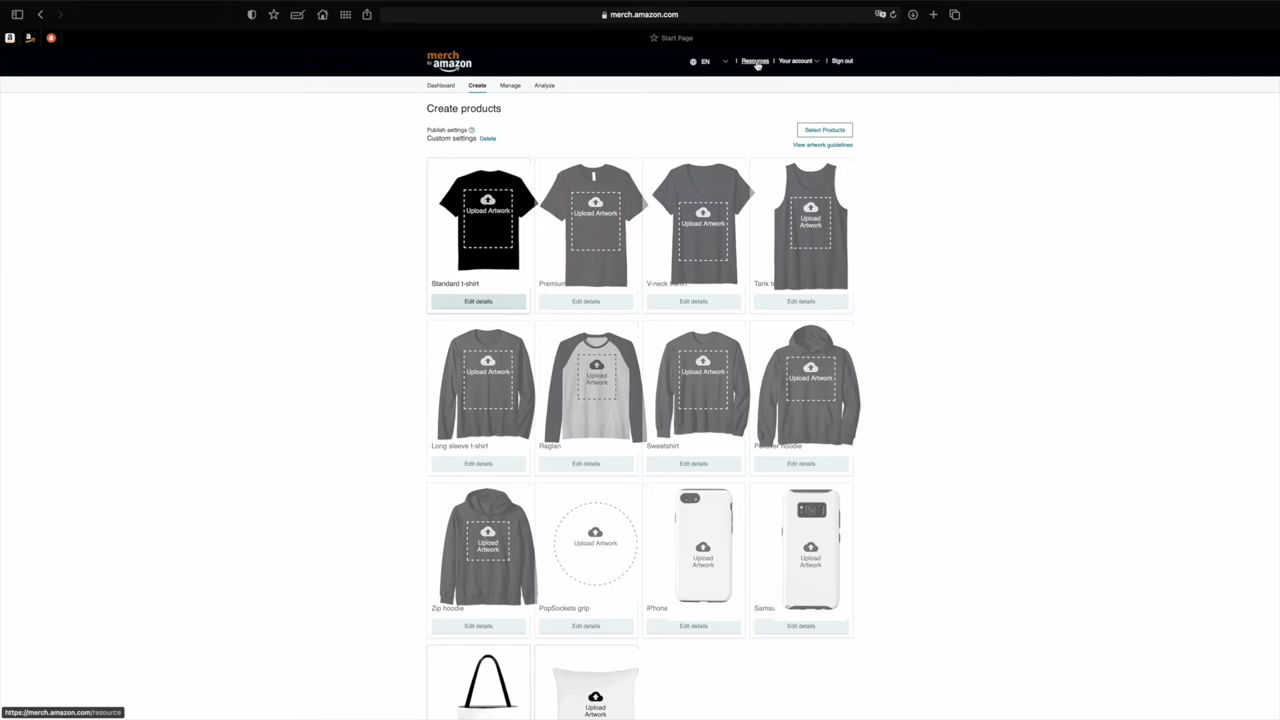 merch.amazon.com
Start Page
merch
by amazon
EN
Resources
Your account
Sign out
Dashboard
Create
Manage
Analyze
Create products
Publish settings
Custom settings Delete
Select Products
View artwork guidelines
Upload Artwork
Upload Artwork
Upload Artwork
Upload
Artwork
Standard t-shirt
Premium
V-neck t-shirt
Tank t
Edit details
Edit details
Edit details
Edit details
Upload Artwork
Upload
Artwork
Upload Artwork
Upload Artwork
Long sleeve t-shirt
Raglan
Sweatshirt
Pullover hoodie
Edit details
Edit details
Edit details
Edit details
Upload
Artwork
Upload Artwork
Upload
Artwork
Upload
Artwork
Zip hoodie
PopSockets grip
iPhone
Samsu
Edit details
Edit details
Edit details
Edit details
Upload
Artwork
https://merch.amazon.com/resource